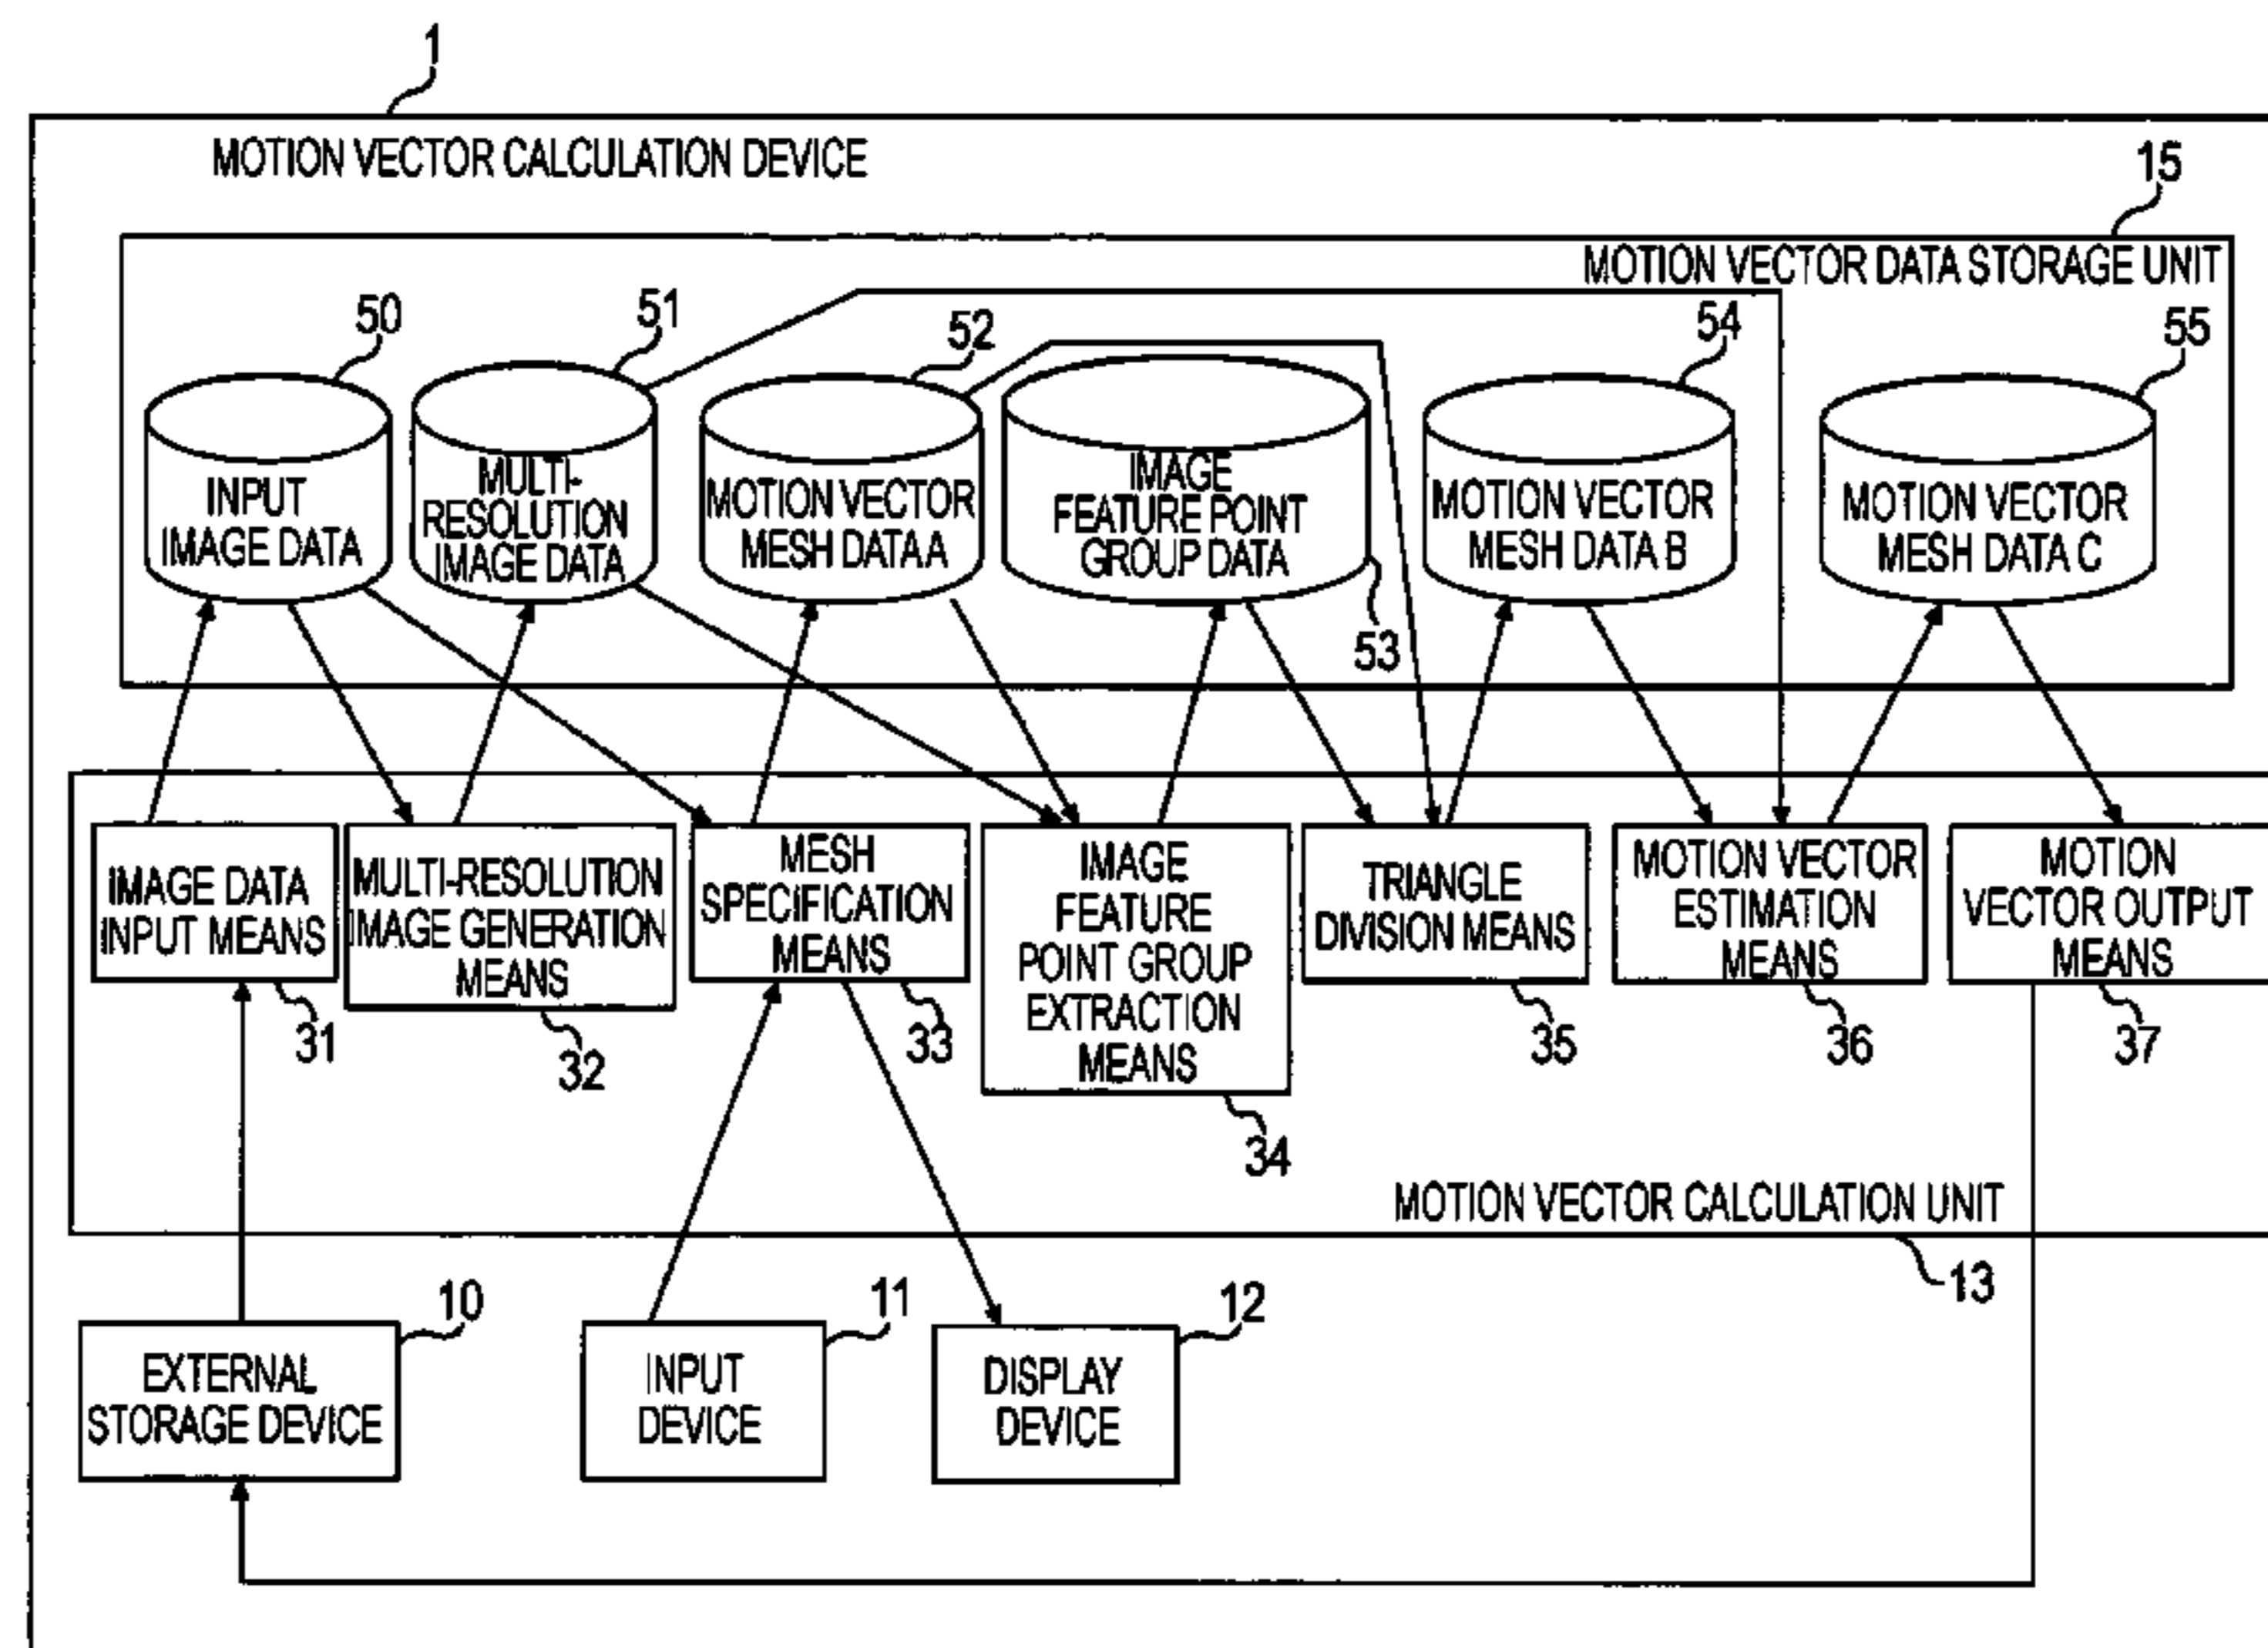 1
MOTION VECTOR CALCULATION DEVICE
15
MOTION VECTOR DATA STORAGE UNIT
50
51
52
54
55
INPUT
IMAGE DATA
MULTI-
RESOLUTION
IMAGE DATA
MOTION VECTOR
MESH DATA A
IMAGE
FEATURE POINT
GROUP DATA
MOTION VECTOR
MESH DATA B
MOTION VECTOR
MESH DATA C
53
IMAGE DATA
INPUT MEANS
MULTI-RESOLUTION
IMAGE GENERATION
MEANS
MESH
SPECIFICATION
MEANS
IMAGE
FEATURE
POINT GROUP
EXTRACTION
MEANS
TRIANGLE
DIVISION MEANS
MOTION VECTOR
ESTIMATION
MEANS
MOTION
VECTOR OUTPUT
MEANS
31
32
33
34
35
36
37
MOTION VECTOR CALCULATION UNIT
13
10
11
12
EXTERNAL
STORAGE DEVICE
INPUT
DEVICE
DISPLAY
DEVICE